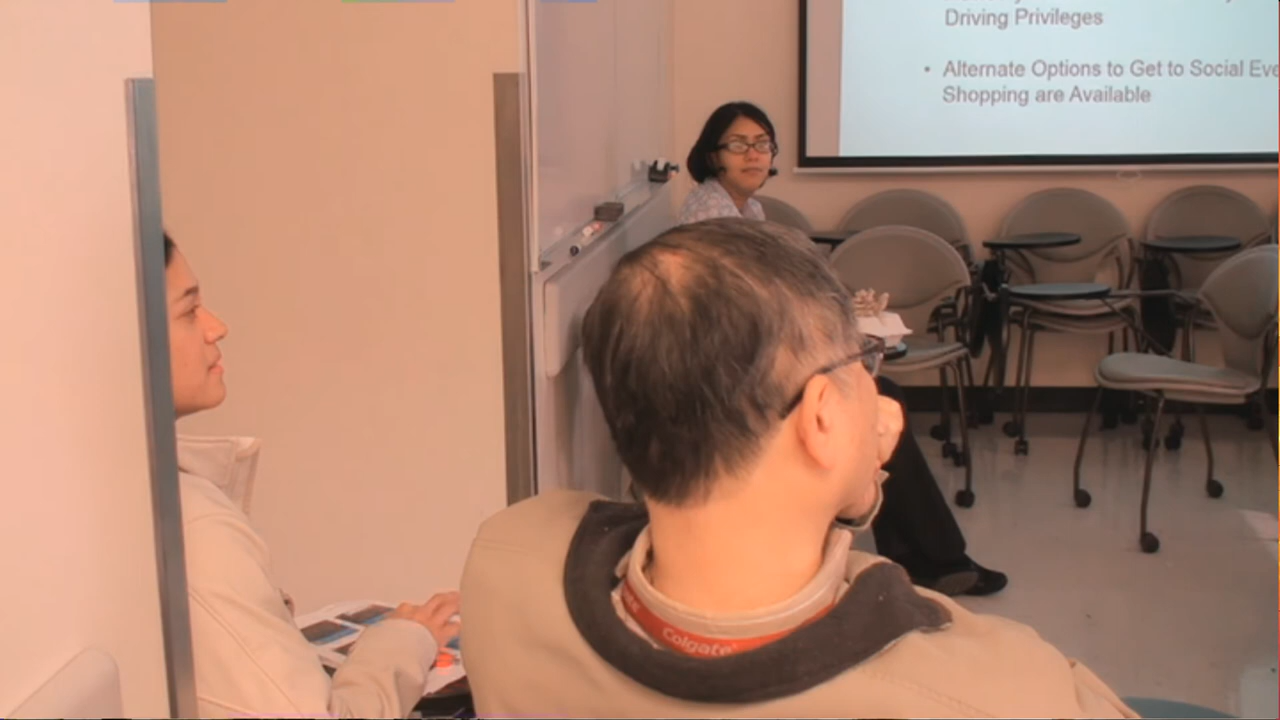 Driving Privileges
• Alternate Options to Get to Social Eve
Shopping are Available
Colgate